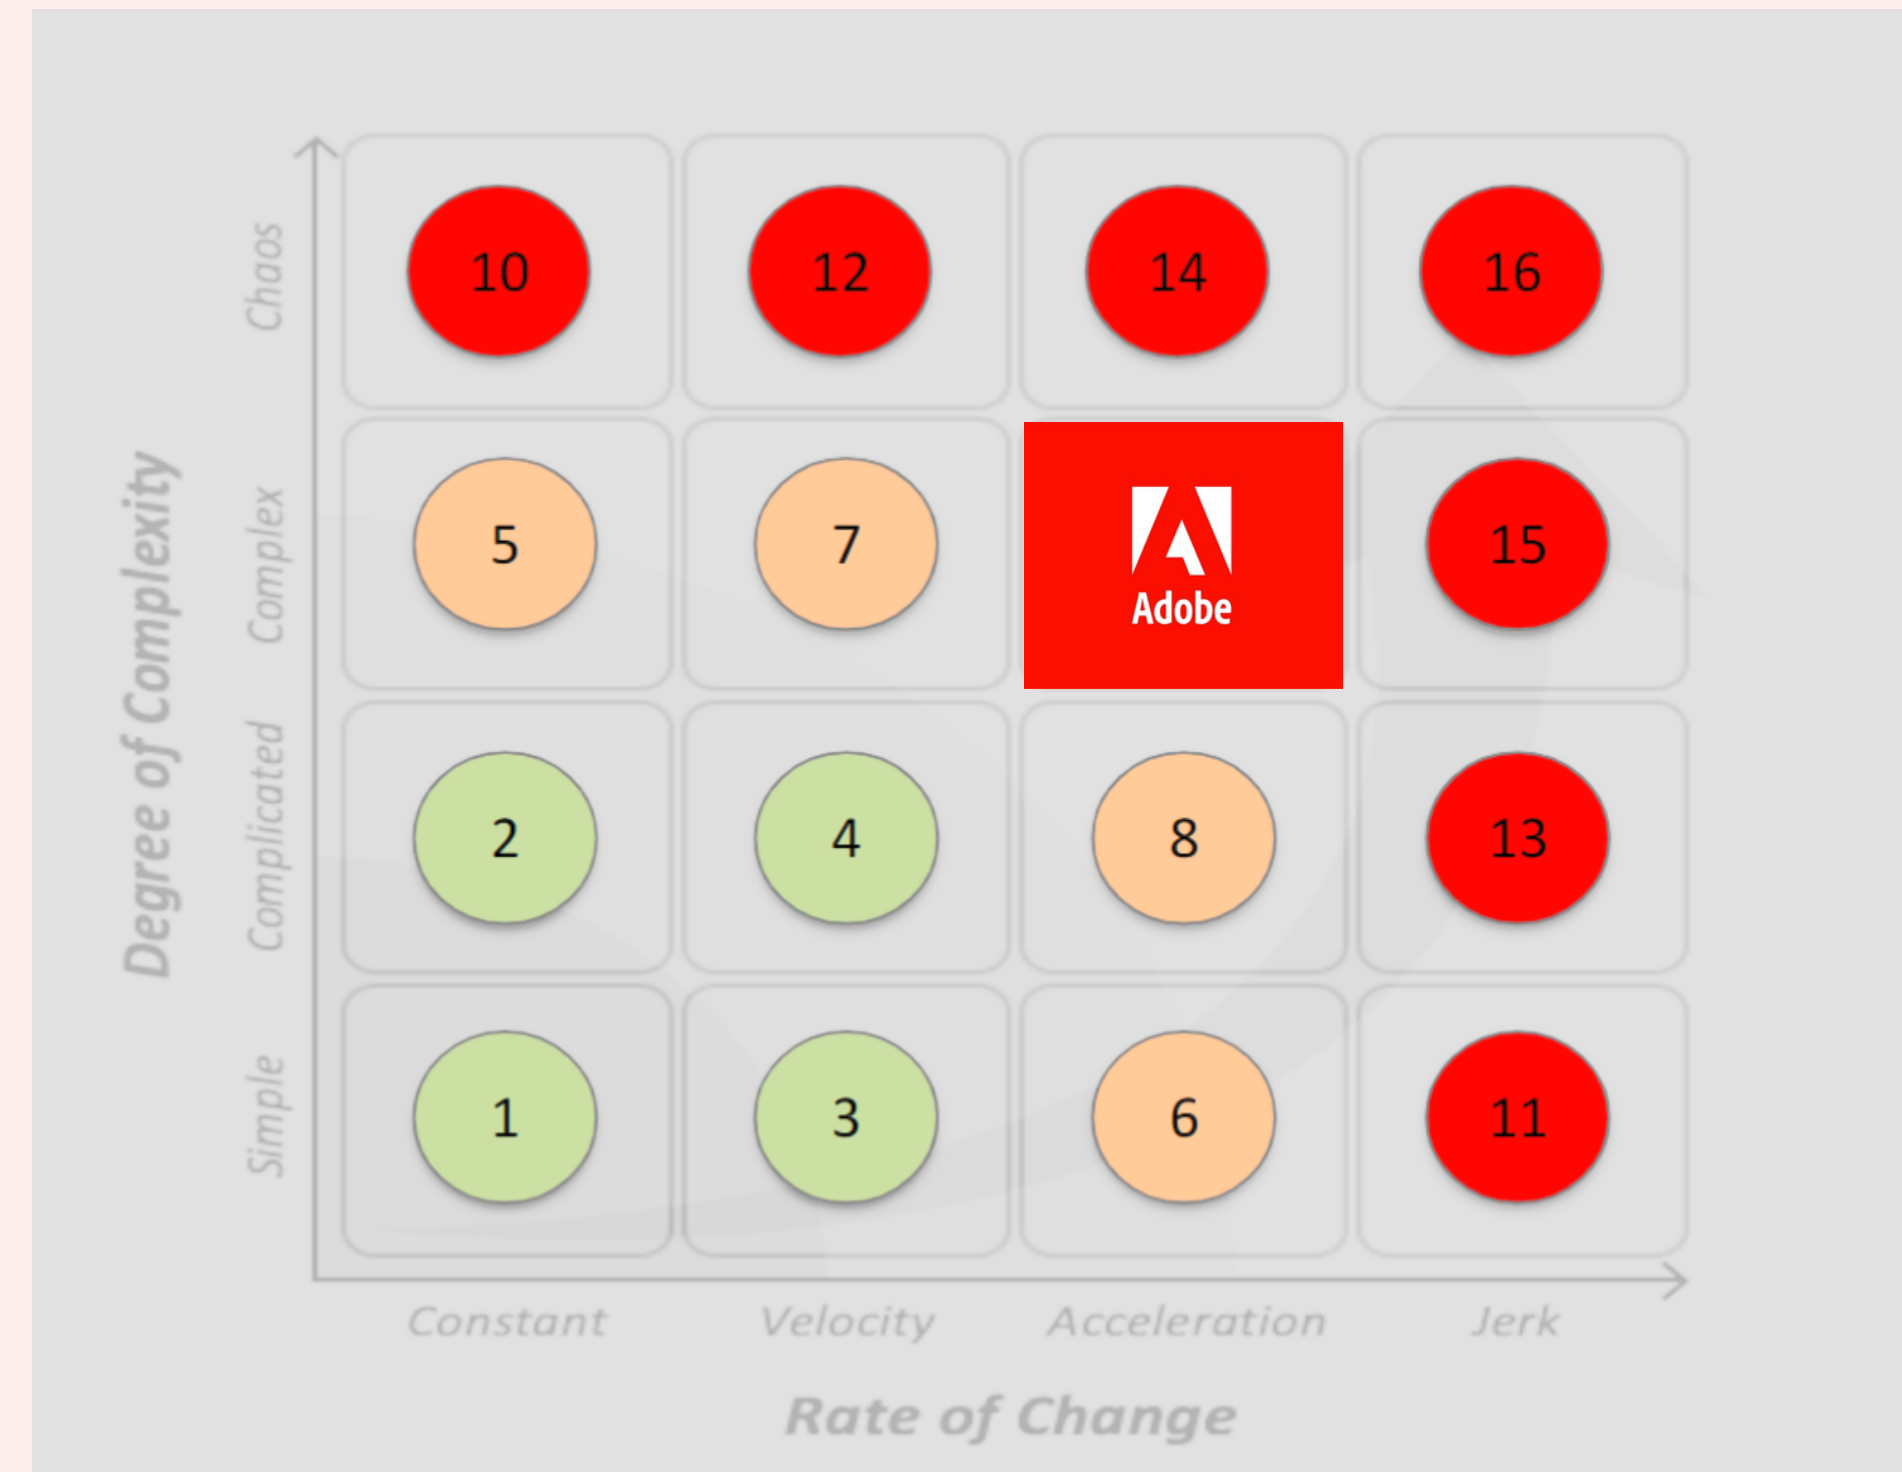 Degree of Complexity
Chaos
10 12 14 16
Complex
5 7 Adobe 15
Complicated
2 4 8 13
Simple
1 3 6 11
Constant Velocity Acceleration Jerk
Rate of Change